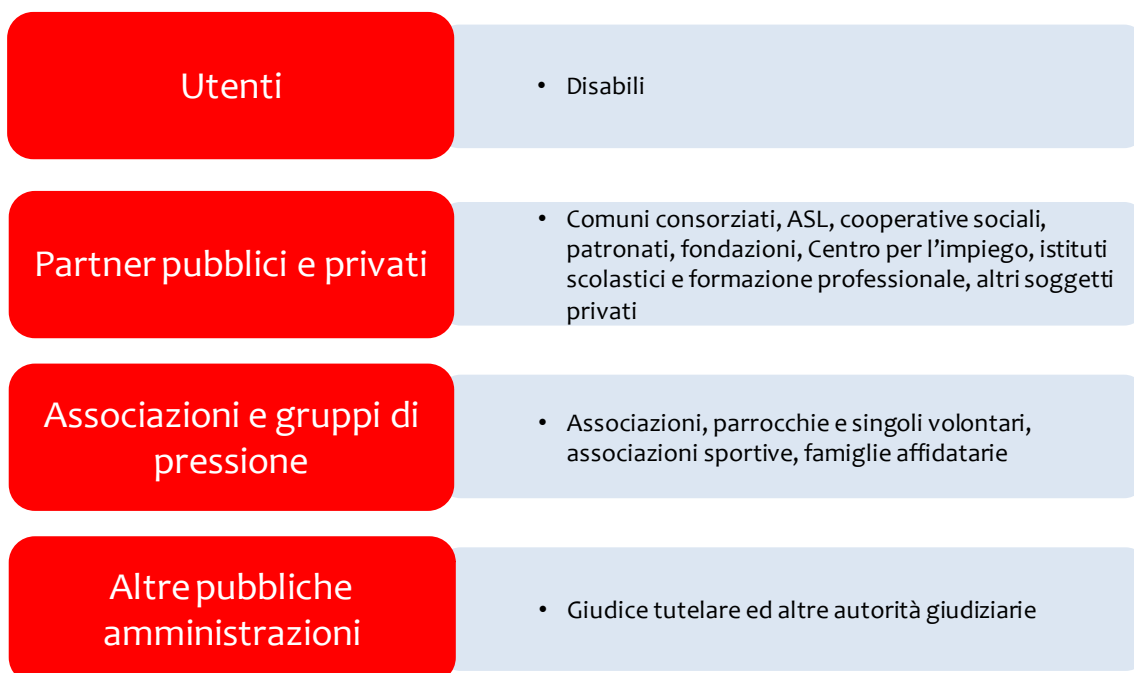 Utenti
• Disabili
Partner pubblici e privati
• Comuni consorziati, ASL, cooperative sociali,
patronati, fondazioni, Centro per l'impiego, istituti
scolastici e formazione professionale, altri soggetti
privati
Associazioni e gruppi di
pressione
• Associazioni, parrocchie e singoli volontari,
associazioni sportive, famiglie affidatarie
Altre pubbliche
amministrazioni
• Giudice tutelare ed altre autorità giudiziarie